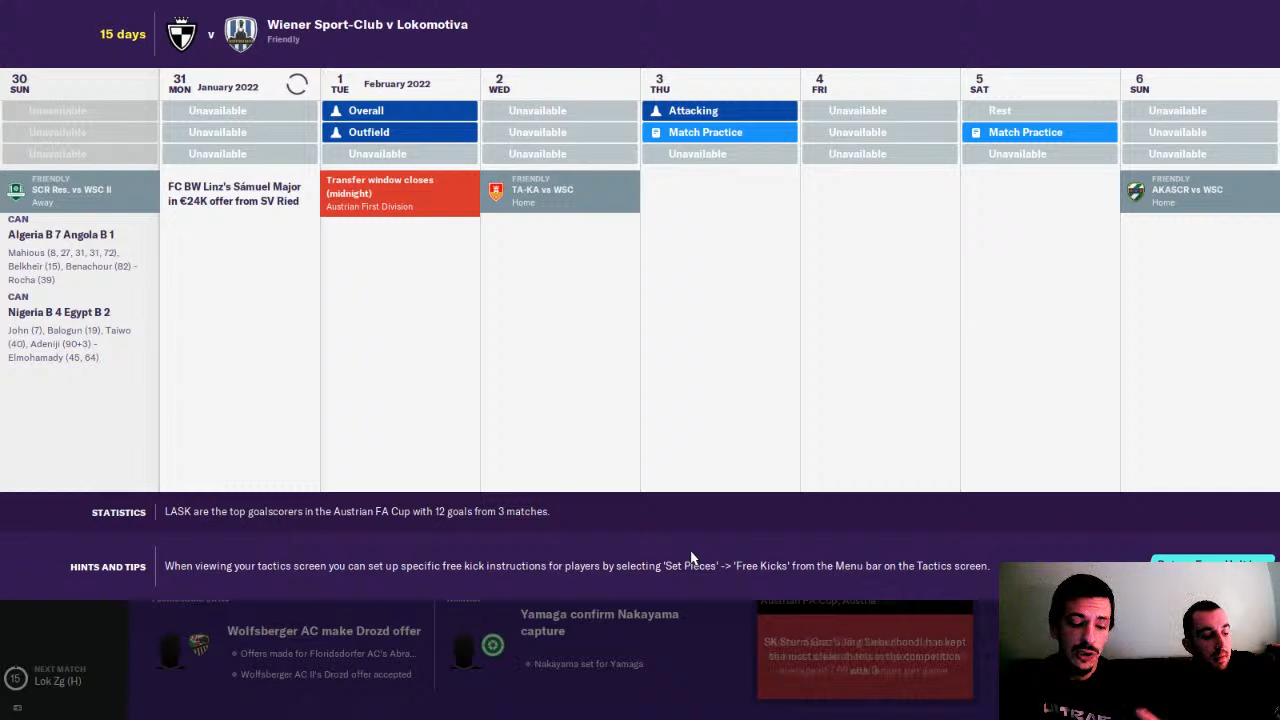 15 days
v
Wiener Sport-Club v Lokomotiva
Friendly
30
SUN
31
MON January 2022
1
TUE February 2022
2
WED
3
THU
4
FRI
5
SAT
6
SUN
Unavailable Unavailable Overall Unavailable Attacking Unavailable Rest Unavailable
Unavailable Unavailable Outfield Unavailable Match Practice Unavailable Match Practice Unavailable
Unavailable Unavailable Unavailable Unavailable Unavailable Unavailable Unavailable Unavailable
FRIENDLY
SCR Res. vs WSC II
Away
CAN
Algeria B 7 Angola B 1
Mahious (8, 27, 31, 31, 72),
Belkheir (15), Benachour (82) -
Rocha (39)
CAN
Nigeria B 4 Egypt B 2
John (7), Balogun (19), Taiwo
(40), Adeniji (90+3) -
Elmohamady (45, 64)
FC BW Linz's Sámuel Major
in €24K offer from SV Ried
Transfer window closes
(midnight)
Austrian First Division
FRIENDLY
TA-KA vs WSC
Home
FRIENDLY
AKASCR vs WSC
Home
STATISTICS
LASK are the top goalscorers in the Austrian FA Cup with 12 goals from 3 matches.
HINTS AND TIPS
When viewing your tactics screen you can set up specific free kick instructions for players by selecting 'Set Pieces' -> 'Free Kicks' from the Menu bar on the Tactics screen.
15
NEXT MATCH
Lok Zg (H)
Wolfsberger AC make Drozd offer
Offers made for Floridsdorfer AC's Abra...
Wolfsberger AC II's Drozd offer accepted
Yamaga confirm Nakayama
capture
Nakayama set for Yamaga
Austrian FA Cup, Austria